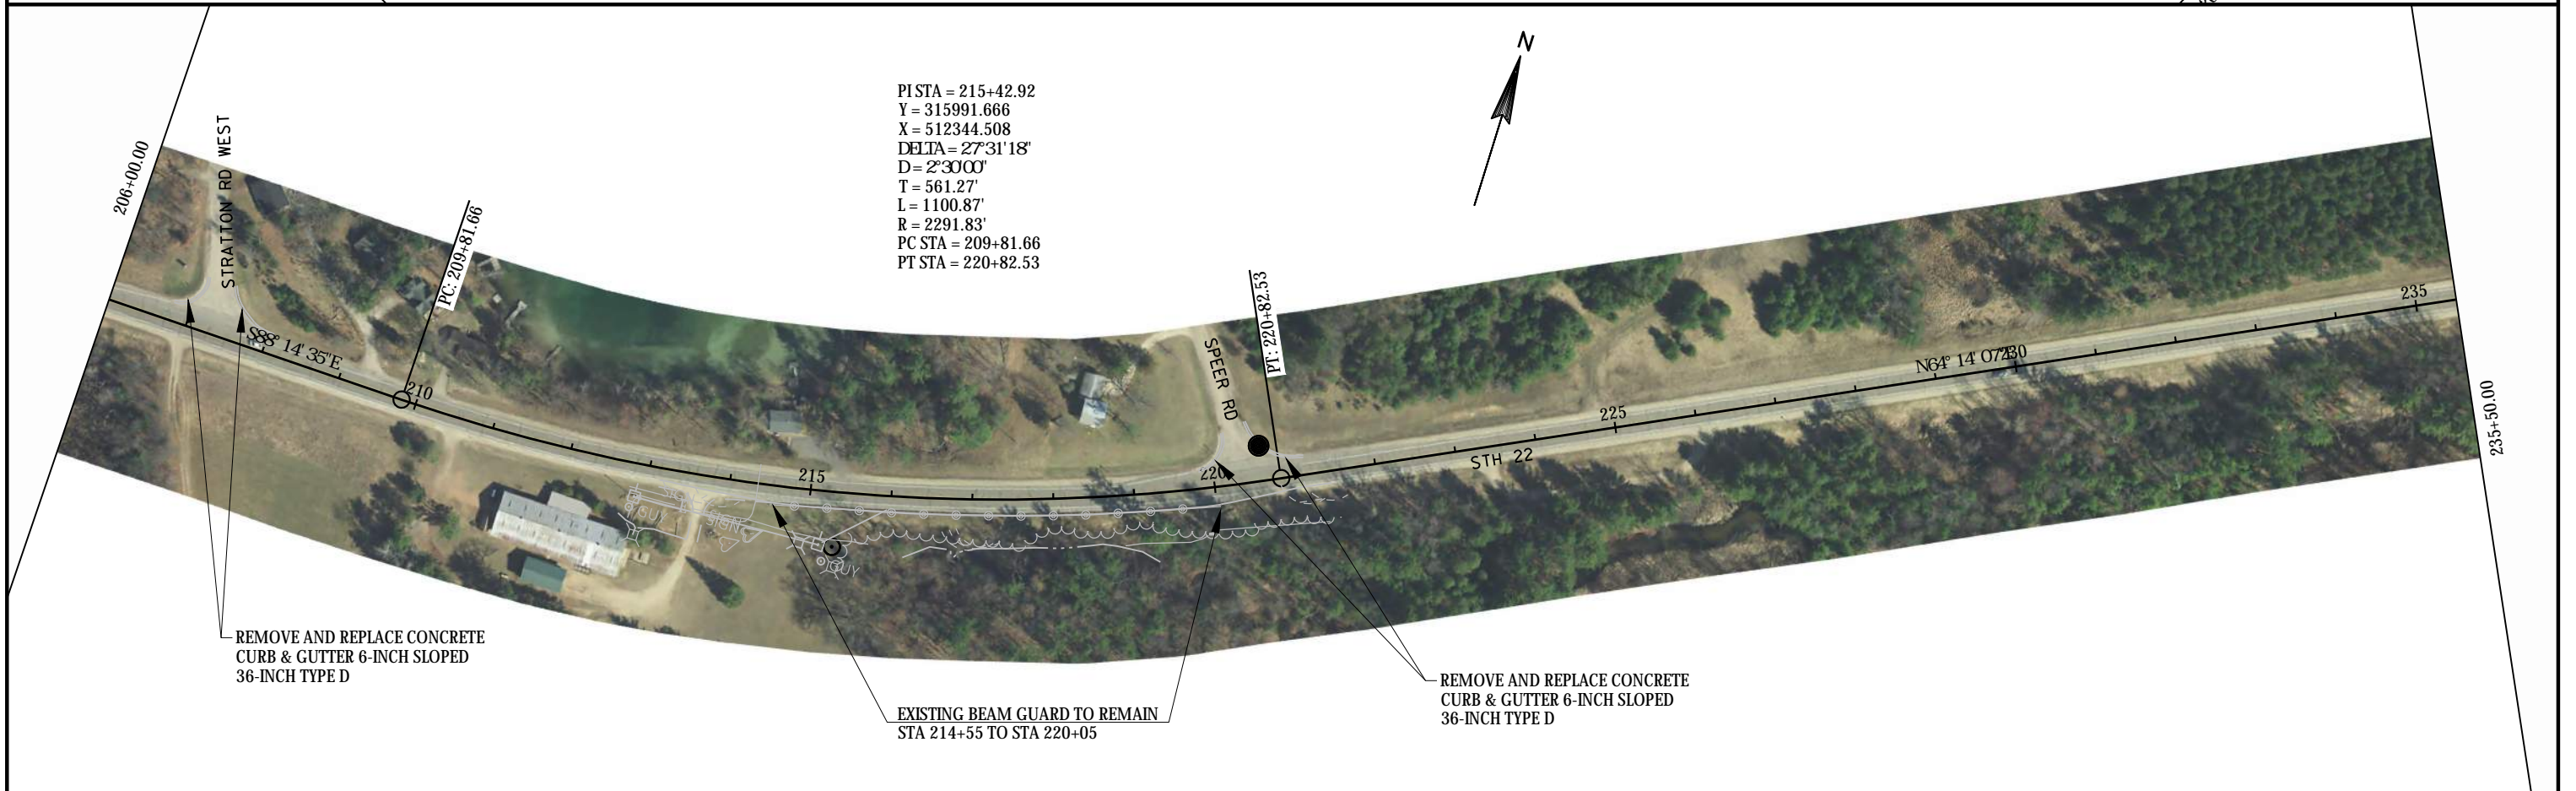 N
PI STA = 215+42.92
Y = 315991.666
X = 512344.508
DELTA = 27°31'18"
D = 2°30'00"
T = 561.27'
L = 1100.87'
R = 2291.83'
PC STA = 209+81.66
PT STA = 220+82.53
206+00.00
STRATTON RD WEST
PC: 209+81.66
S88° 14' 35"E
210
215
SPEER RD
PT: 220+82.53
220
225
STH 22
N64° 14' 07"E
230
235
235+50.00
SIGN
GUY
GUY
REMOVE AND REPLACE CONCRETE
CURB & GUTTER 6-INCH SLOPED
36-INCH TYPE D
EXISTING BEAM GUARD TO REMAIN
STA 214+55 TO STA 220+05
REMOVE AND REPLACE CONCRETE
CURB & GUTTER 6-INCH SLOPED
36-INCH TYPE D